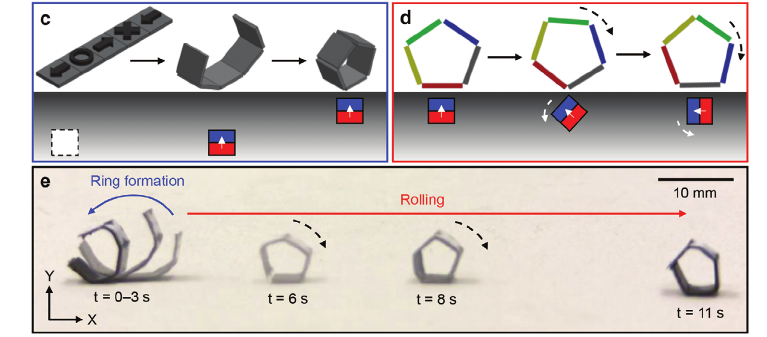 c
d
e
Ring formation
Rolling
10 mm
Y
X
t = 0–3 s
t = 6 s
t = 8 s
t = 11 s